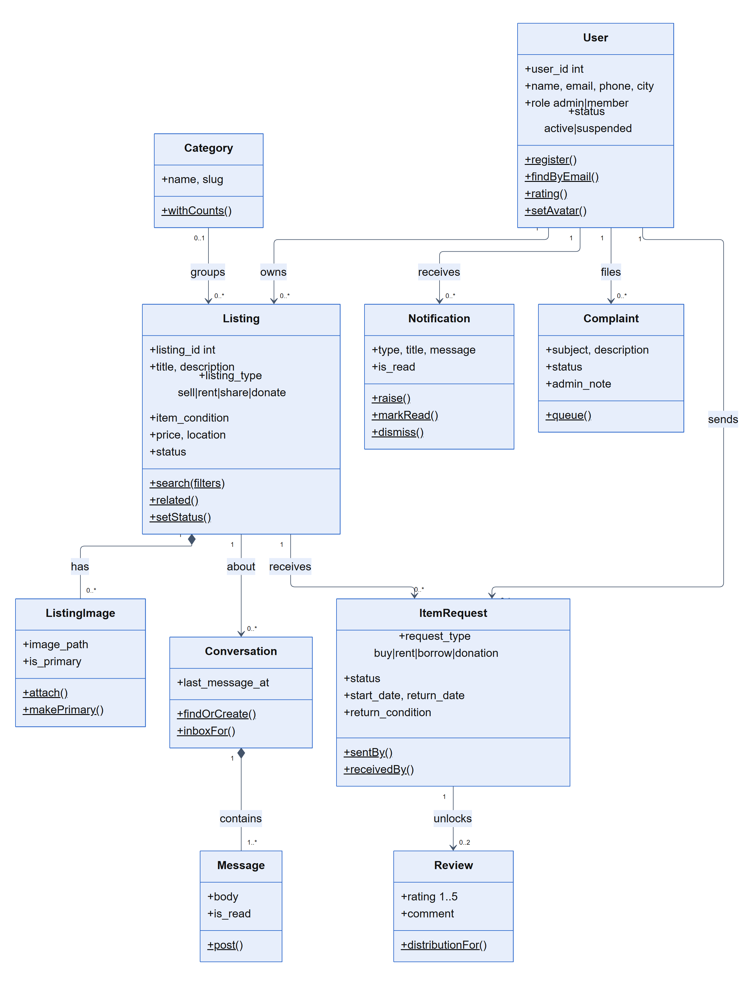 User
+user_id int
+name, email, phone, city
+role admin|member
+status
active|suspended
+register()
+findByEmail()
+rating()
+setAvatar()
Category
+name, slug
+withCounts()
0..1
1
1
1
groups
owns
receives
files
0..*
0..*
0..*
0..*
Listing
+listing_id int
+title, description
+listing_type
sell|rent|share|donate
+item_condition
+price, location
+status
+search(filters)
+related()
+setStatus()
Notification
+type, title, message
+is_read
+raise()
+markRead()
+dismiss()
Complaint
+subject, description
+status
+admin_note
+queue()
sends
1
1
has
about
receives
0..*
0..*
0..*
ListingImage
+image_path
+is_primary
+attach()
+makePrimary()
Conversation
+last_message_at
+findOrCreate()
+inboxFor()
ItemRequest
+request_type
buy|rent|borrow|donation
+status
+start_date, return_date
+return_condition
+sentBy()
+receivedBy()
1
1
contains
unlocks
1..*
0..2
Message
+body
+is_read
+post()
Review
+rating 1..5
+comment
+distributionFor()